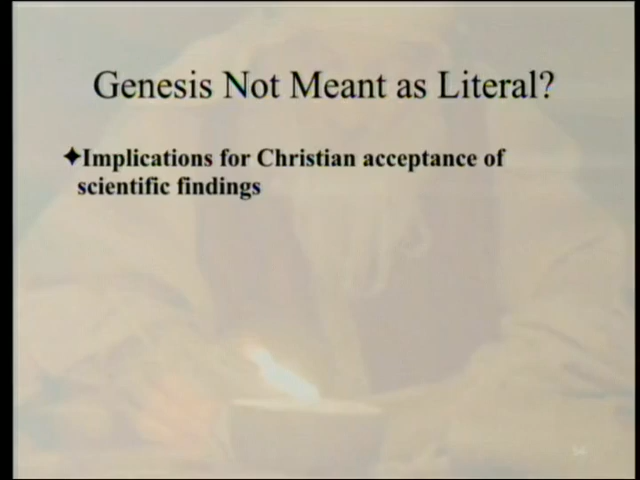 Genesis Not Meant as Literal?
✦Implications for Christian acceptance of
scientific findings